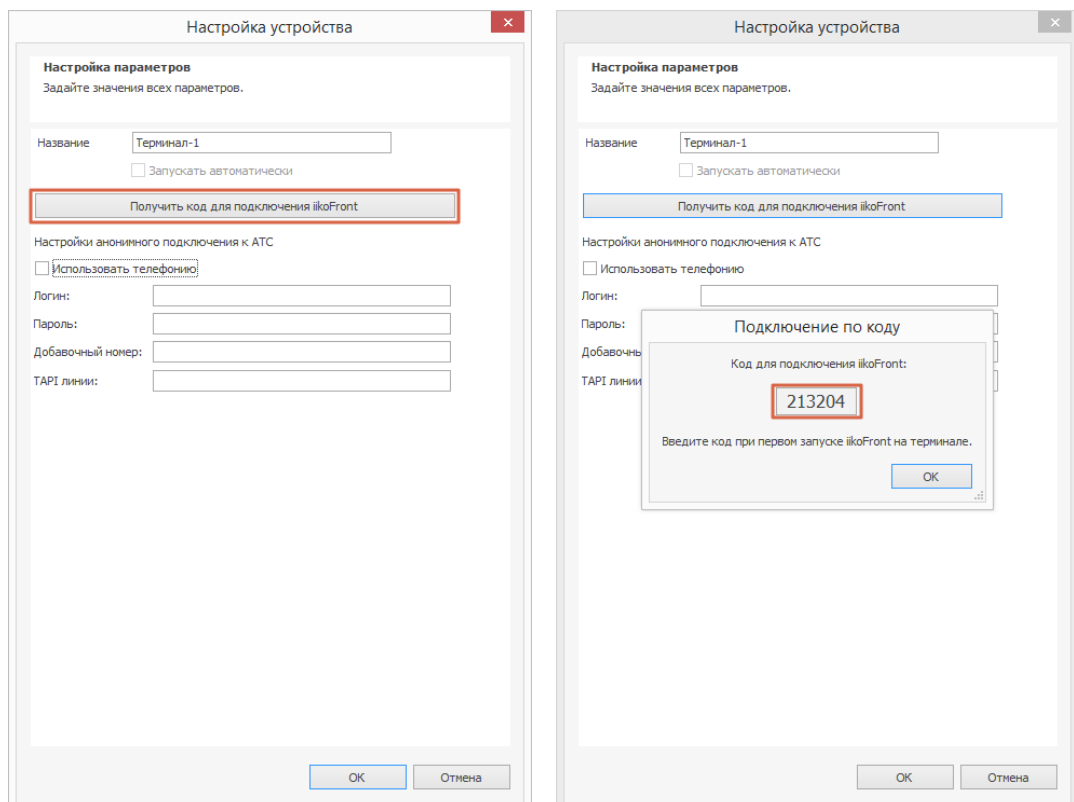 Настройка устройства
Настройка параметров
Задайте значения всех параметров.
Название
Терминал-1
Запускать автоматически
Получить код для подключения iikoFront
Настройки анонимного подключения к АТС
Использовать телефонию
Логин:
Пароль:
Добавочный номер:
TAPI линии:
ОК
Отмена
Настройка устройства
Настройка параметров
Задайте значения всех параметров.
Название
Терминал-1
Запускать автоматически
Получить код для подключения iikoFront
Настройки анонимного подключения к АТС
Использовать телефонию
Логин:
Пароль:
Добавочнь
TAPI линии
Подключение по коду
Код для подключения iikoFront:
213204
Введите код при первом запуске iikoFront на терминале.
ОК
ОК
Отмена